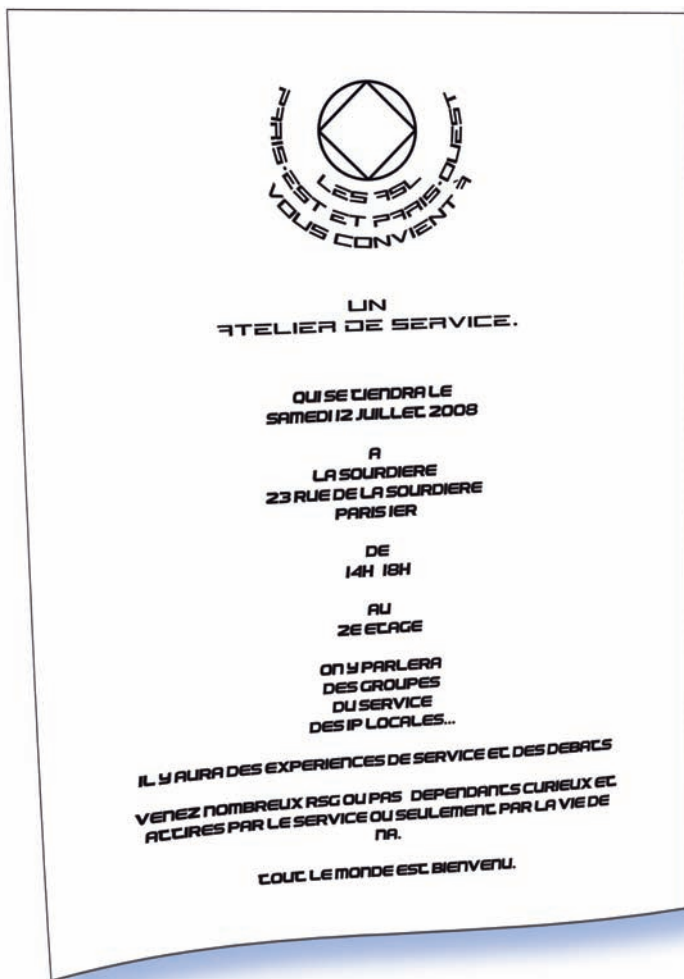 LES ASL
PARIS-EST ET PARIS-OUEST
VOUS CONVIENT À
UN
ATELIER DE SERVICE.
QUI SE TIENDRA LE
SAMEDI 12 JUILLET 2008
A
LA SOURDIERE
23 RUE DE LA SOURDIERE
PARIS 1ER
DE
14H 18H
AU
2E ETAGE
ON Y PARLERA
DES GROUPES
DU SERVICE
DES IP LOCALES...
IL Y AURA DES EXPERIENCES DE SERVICE ET DES DEBATS
VENEZ NOMBREUX RSG OU PAS DEPENDANTS CURIEUX ET
ATTIRES PAR LE SERVICE OU SEULEMENT PAR LA VIE DE
NA.
TOUT LE MONDE EST BIENVENU.